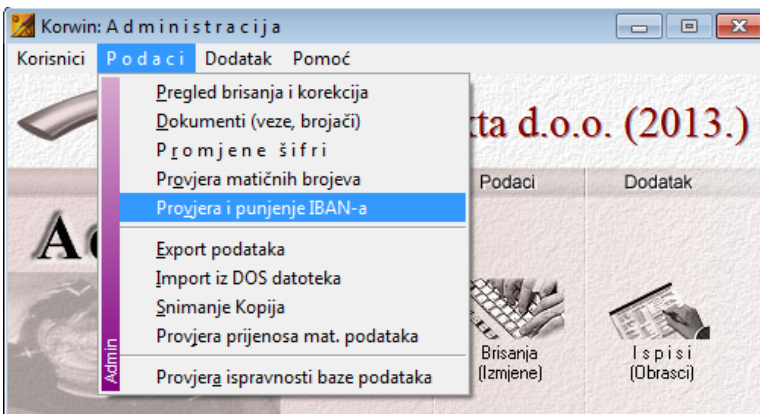 Korwin: A d m i n i s t r a c i j a
Korisnici P o d a c i Dodatak Pomoć
Pregled brisanja i korekcija
Dokumenti (veze, brojači)
P r o m j e n e š i f r i
Provjera matičnih brojeva
Provjera i punjenje IBAN-a
Export podataka
Import iz DOS datoteka
Snimanje Kopija
Provjera prijenosa mat. podataka
Provjera ispravnosti baze podataka
Admin
d.o.o. (2013.)
Podaci Dodatak
Brisanja
(Izmjene)
I s p i s i
(Obrasci)